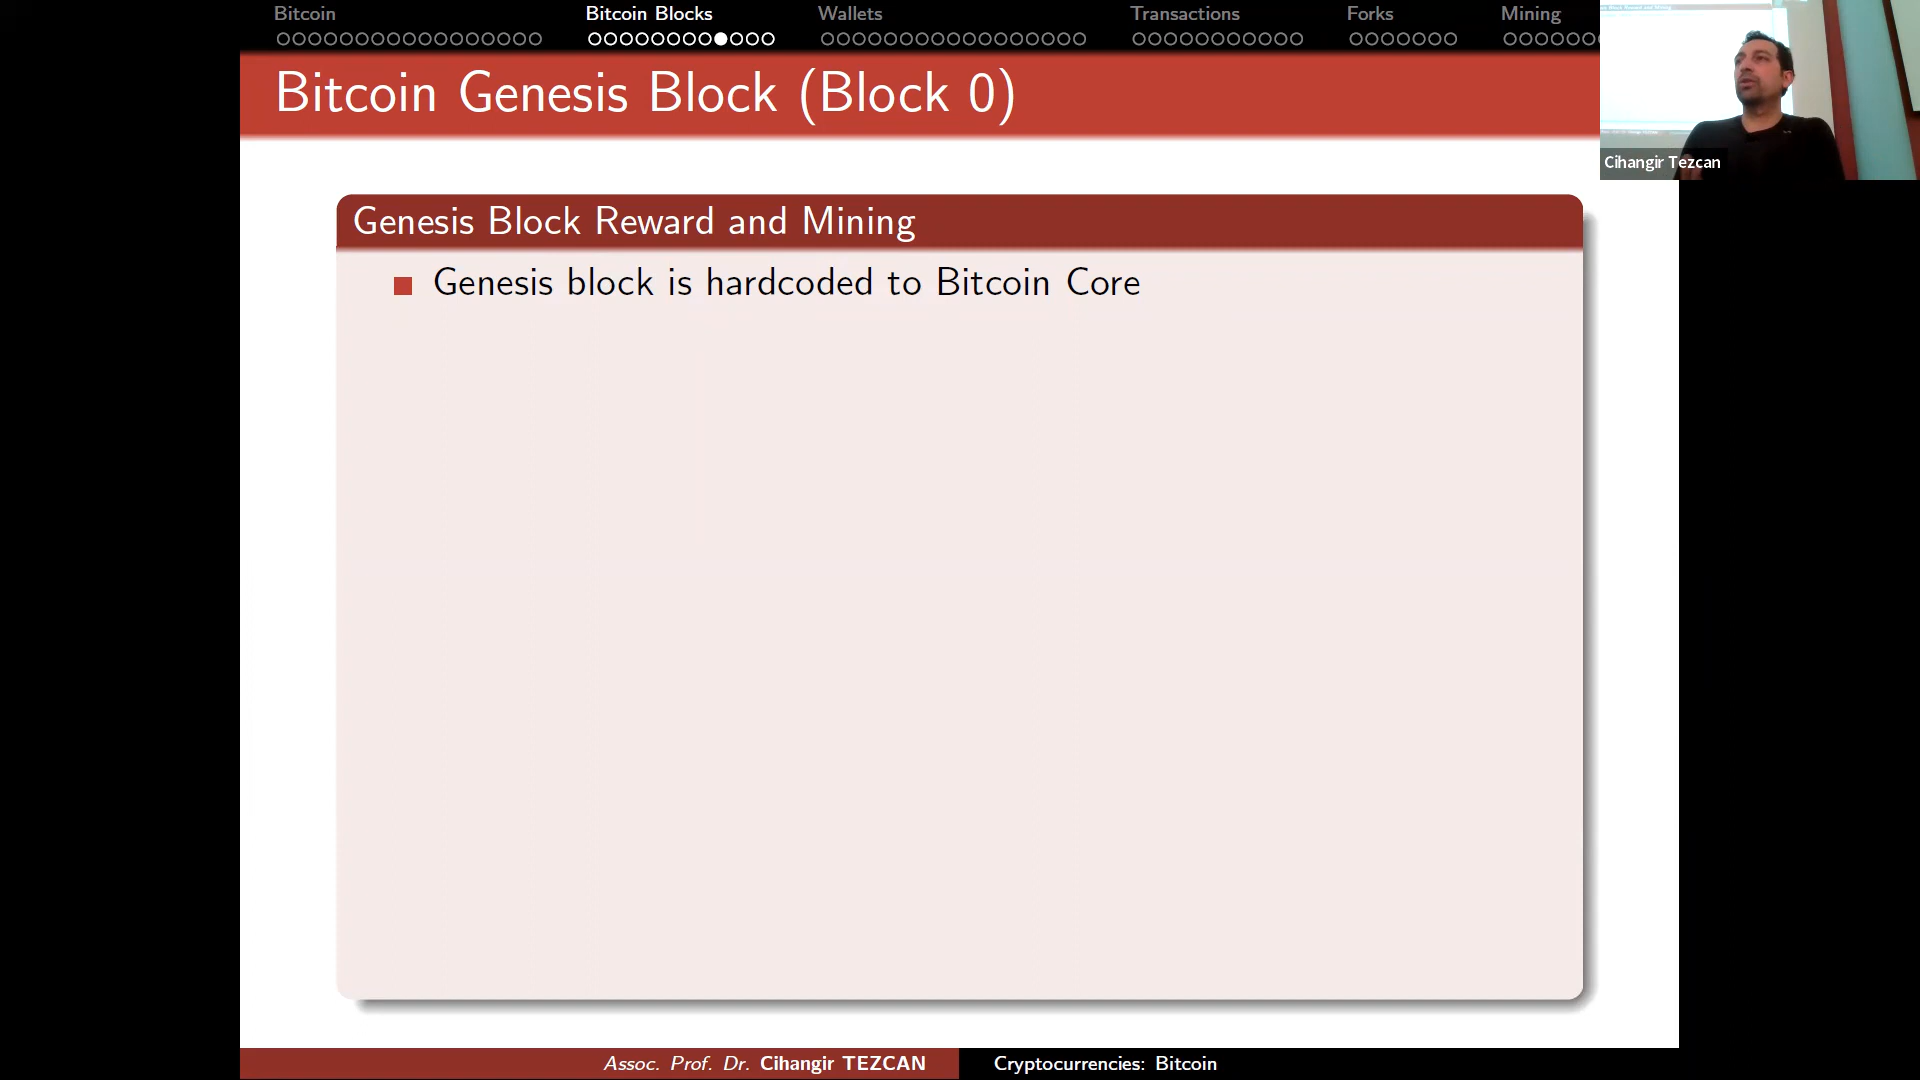 Bitcoin
Bitcoin Blocks
Wallets
Transactions
Forks
Mining
Bitcoin Genesis Block (Block 0)
Cihangir Tezcan
Genesis Block Reward and Mining
Genesis block is hardcoded to Bitcoin Core
Assoc. Prof. Dr. Cihangir TEZCAN
Cryptocurrencies: Bitcoin